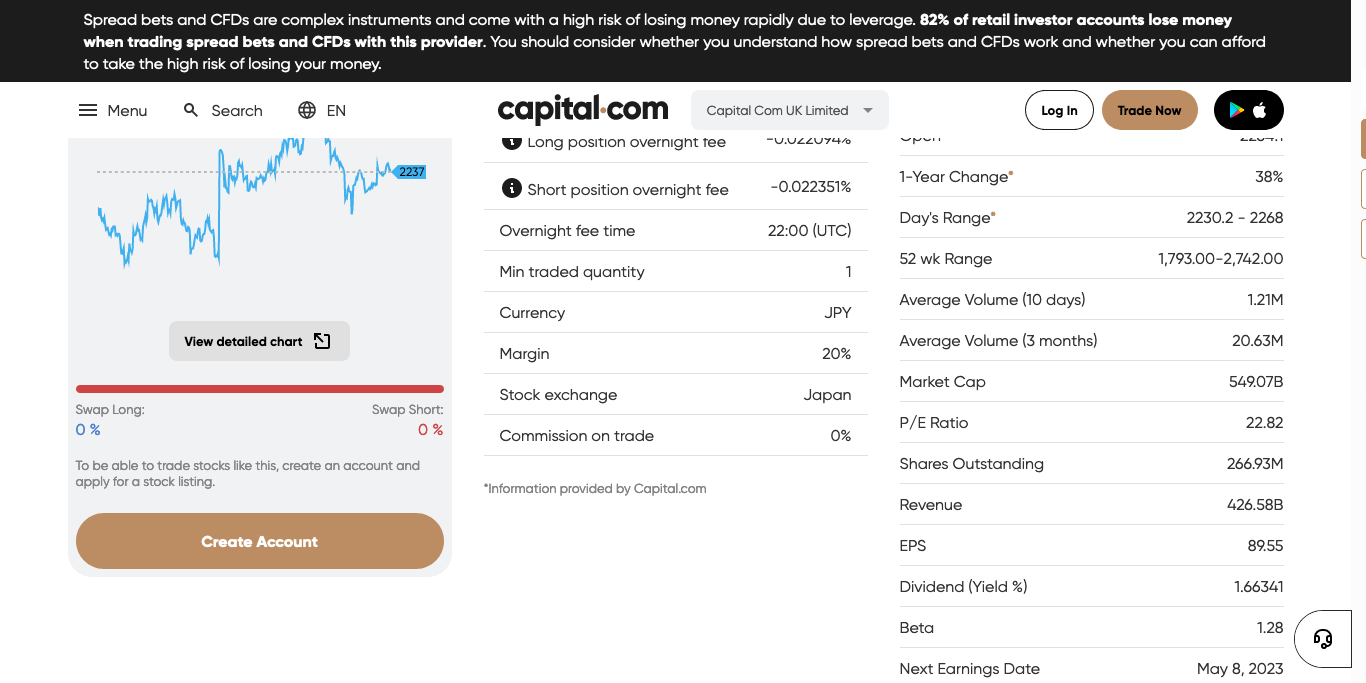 Spread bets and CFDs are complex instruments and come with a high risk of losing money rapidly due to leverage. 82% of retail investor accounts lose money
when trading spread bets and CFDs with this provider. You should consider whether you understand how spread bets and CFDs work and whether you can afford
to take the high risk of losing your money.
Menu Search EN capital.com Capital Com UK Limited Log In Trade Now
2237
View detailed chart
Swap Long: Swap Short:
0 % 0 %
To be able to trade stocks like this, create an account and
apply for a stock listing.
Create Account
Long position overnight fee -0.022094%
Short position overnight fee -0.022351%
Overnight fee time 22:00 (UTC)
Min traded quantity 1
Currency JPY
Margin 20%
Stock exchange Japan
Commission on trade 0%
*Information provided by Capital.com
Open
1-Year Change* 38%
Day's Range* 2230.2 - 2268
52 wk Range 1,793.00-2,742.00
Average Volume (10 days) 1.21M
Average Volume (3 months) 20.63M
Market Cap 549.07B
P/E Ratio 22.82
Shares Outstanding 266.93M
Revenue 426.58B
EPS 89.55
Dividend (Yield %) 1.66341
Beta 1.28
Next Earnings Date May 8, 2023